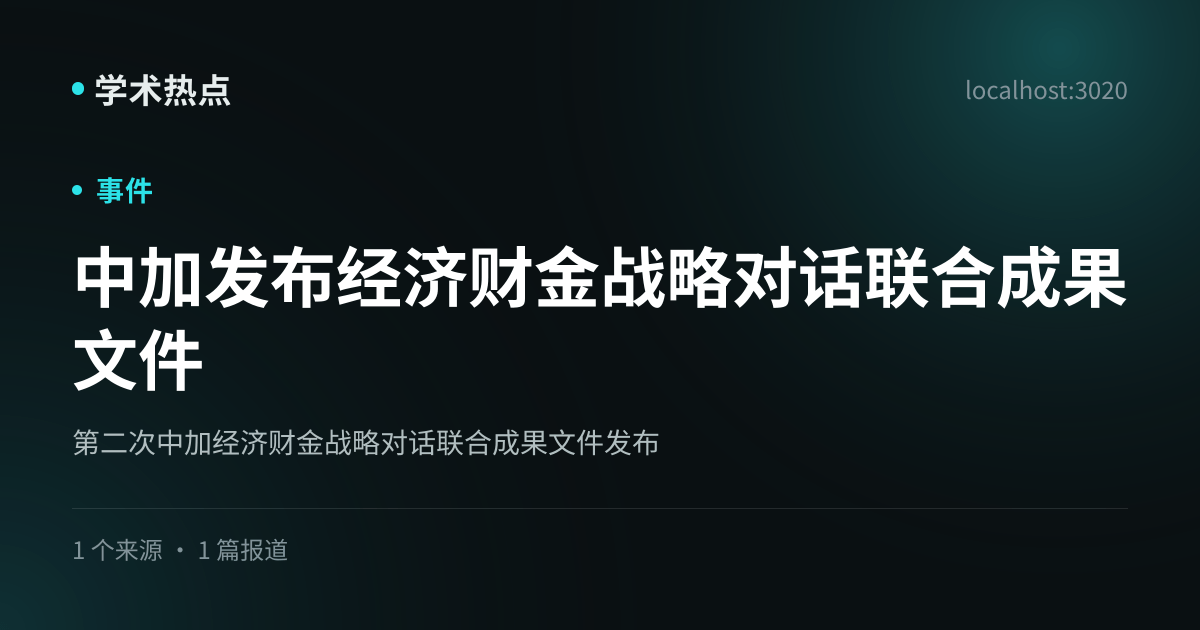 学术热点
localhost:3020
事件
中加发布经济财金战略对话联合成果
文件
第二次中加经济财金战略对话联合成果文件发布
1 个来源 · 1 篇报道